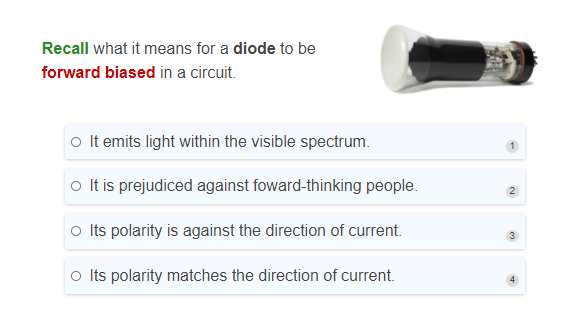 Recall what it means for a diode to be
forward biased in a circuit.
It emits light within the visible spectrum.
1
It is prejudiced against foward-thinking people.
2
Its polarity is against the direction of current.
3
Its polarity matches the direction of current.
4